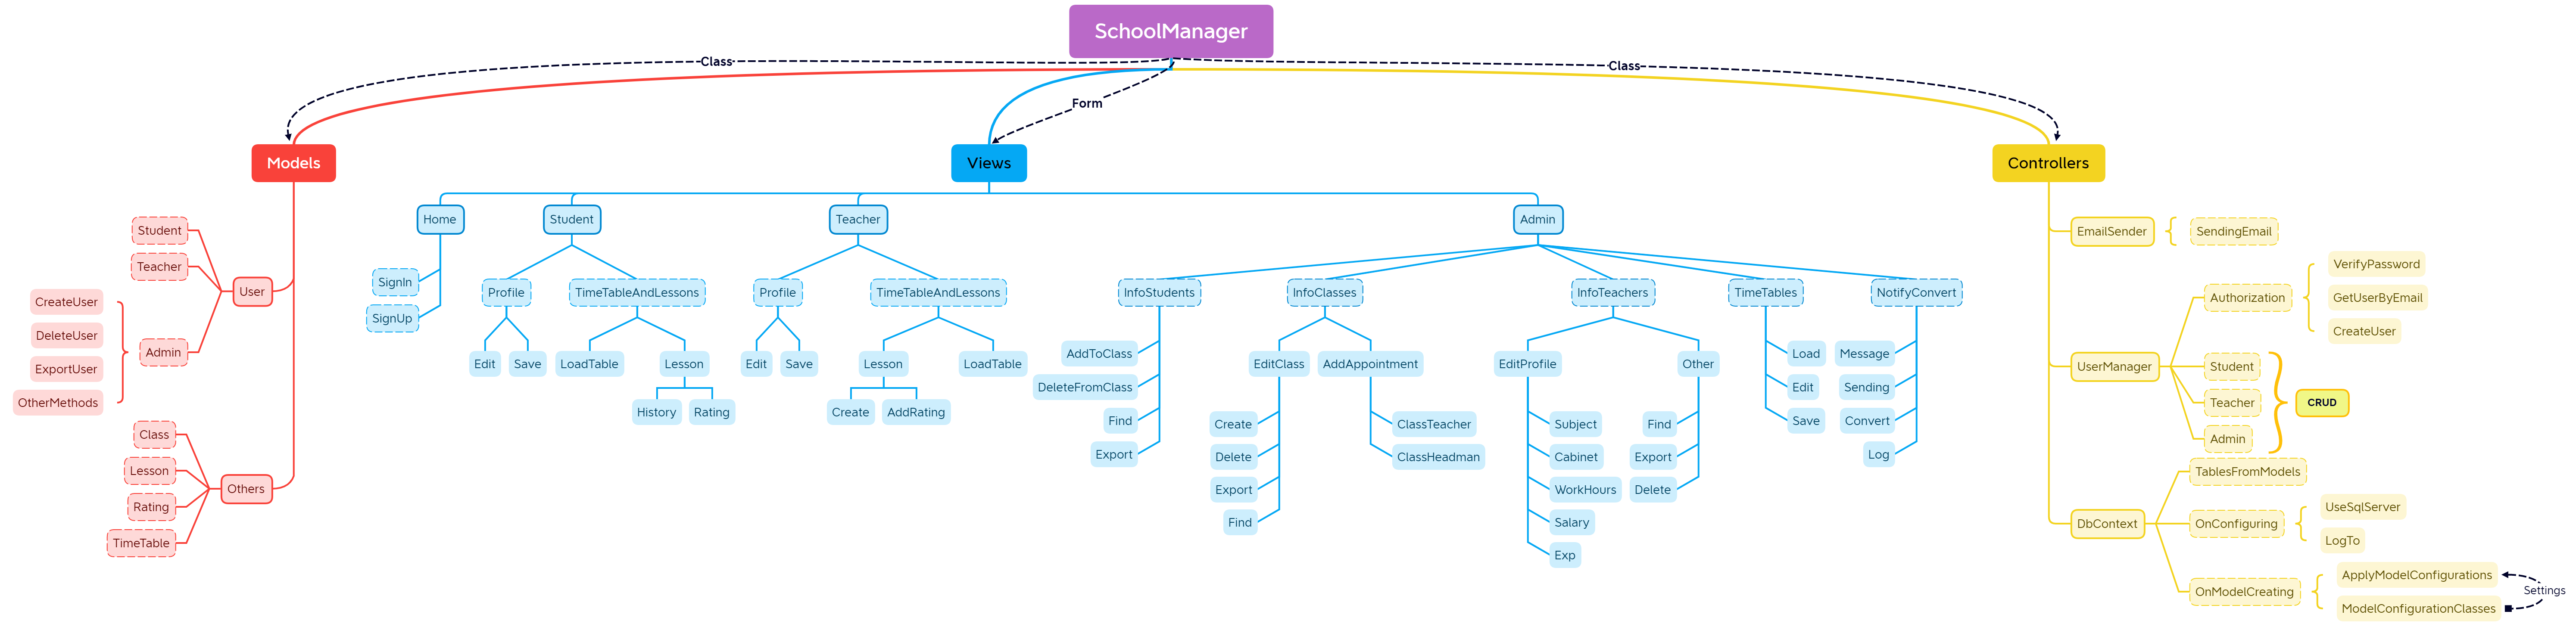 SchoolManager
Class
Class
Form
Models
Views
Controllers
Student
Teacher
User
CreateUser
DeleteUser
Admin
ExportUser
OtherMethods
Class
Lesson
Others
Rating
TimeTable
Home
SignIn
SignUp
Student
Profile
TimeTableAndLessons
Edit
Save
LoadTable
Lesson
History
Rating
Teacher
Profile
TimeTableAndLessons
Edit
Save
Lesson
LoadTable
Create
AddRating
Admin
InfoStudents
AddToClass
DeleteFromClass
Find
Export
InfoClasses
EditClass
AddAppointment
Create
Delete
Export
Find
ClassTeacher
ClassHeadman
InfoTeachers
EditProfile
Other
Subject
Cabinet
WorkHours
Salary
Exp
Find
Export
Delete
TimeTables
Load
Edit
Save
NotifyConvert
Message
Sending
Convert
Log
EmailSender
SendingEmail
UserManager
Authorization
VerifyPassword
GetUserByEmail
CreateUser
Student
Teacher
Admin
CRUD
DbContext
TablesFromModels
OnConfiguring
UseSqlServer
LogTo
OnModelCreating
ApplyModelConfigurations
ModelConfigurationClasses
Settings